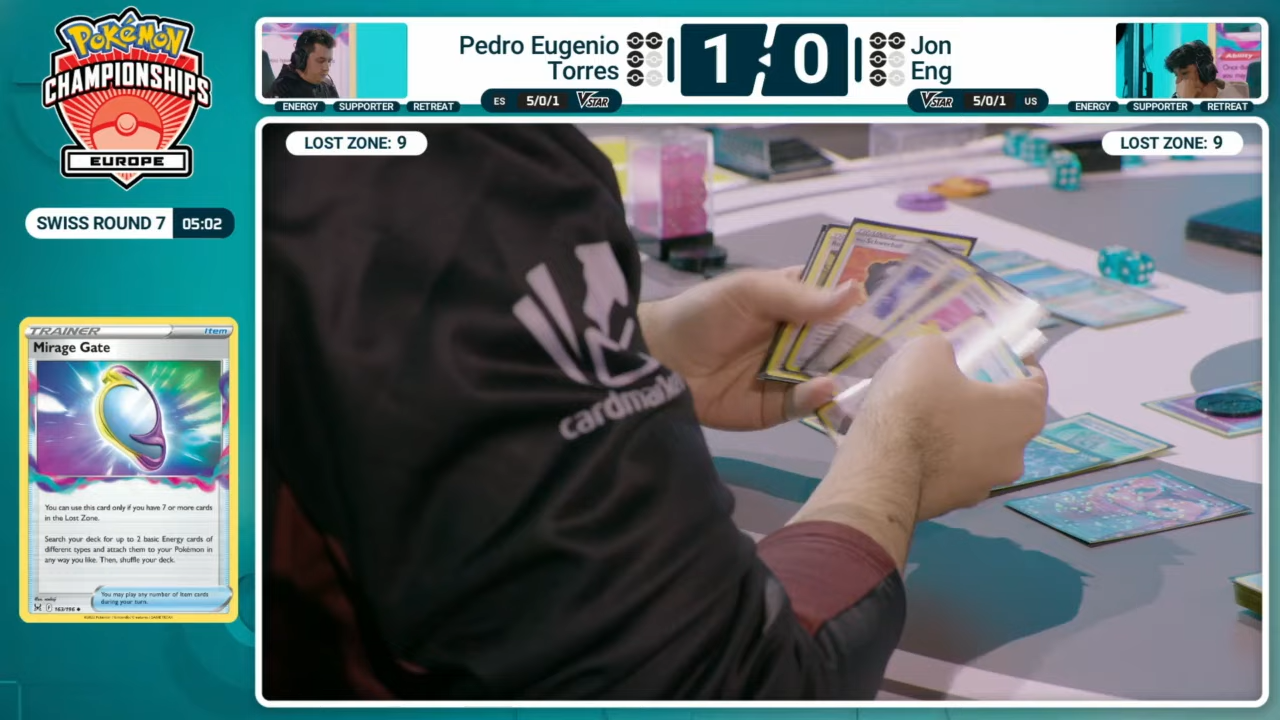 Pokémon
CHAMPIONSHIPS
EUROPE
SWISS ROUND 7 05:02
Pedro Eugenio
Torres
1 0
Jon
Eng
ENERGY SUPPORTER RETREAT
ES 5/0/1 VSTAR
VSTAR 5/0/1 US
ENERGY SUPPORTER RETREAT
LOST ZONE: 9
LOST ZONE: 9
TRAINER Item
Mirage Gate
You can use this card only if you have 7 or more cards
in the Lost Zone.
Search your deck for up to 2 basic Energy cards of
different types and attach them to your Pokémon in
any way you like. Then, shuffle your deck.
You may play any number of Item cards
during your turn.
163/196
cardmarke